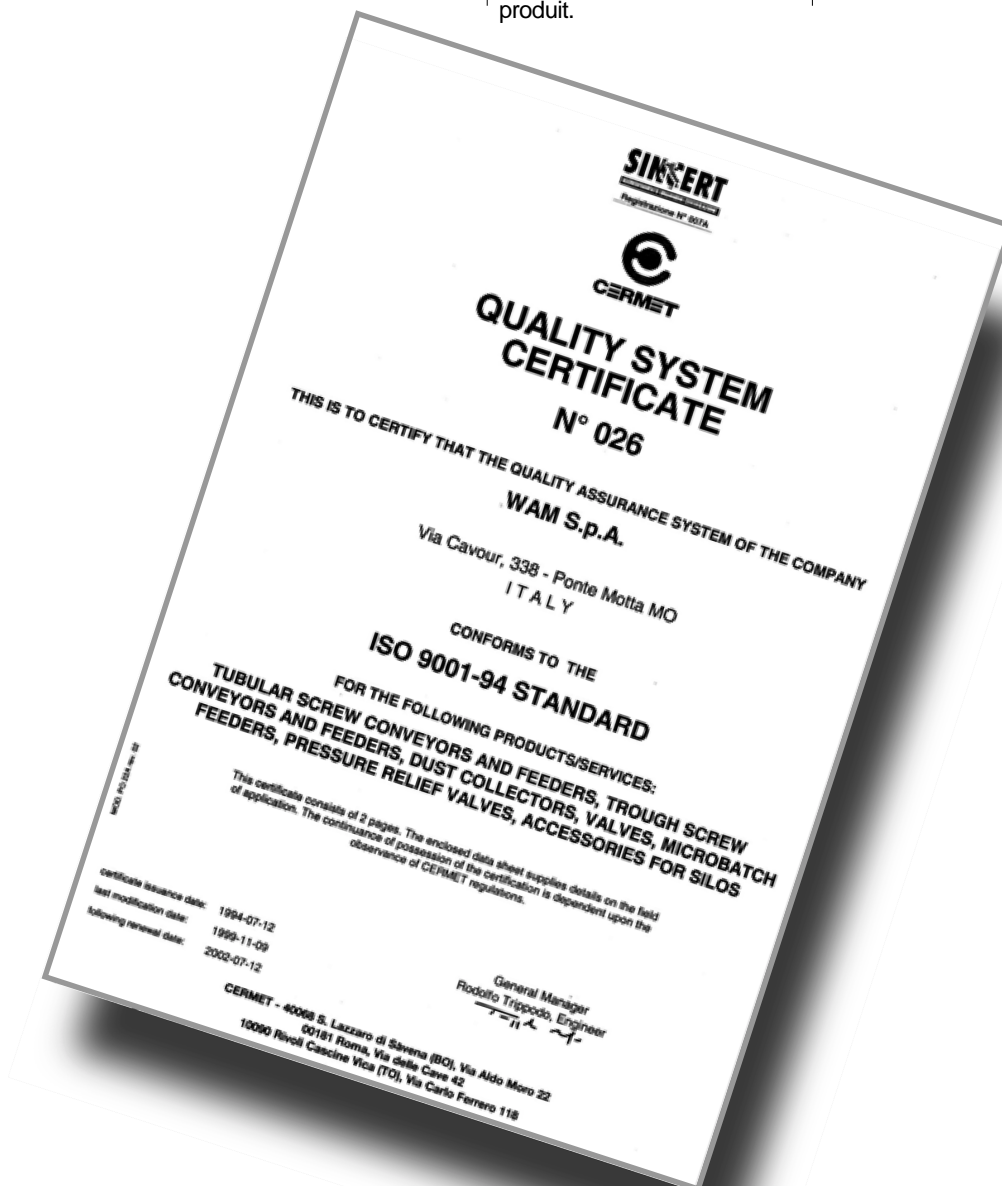 produit.
SINCERT
Registrazione N° 007A
CERMET
QUALITY SYSTEM
CERTIFICATE
N° 026
THIS IS TO CERTIFY THAT THE QUALITY ASSURANCE SYSTEM OF THE COMPANY
WAM S.p.A.
Via Cavour, 338 - Ponte Motta MO
ITALY
CONFORMS TO THE
ISO 9001-94 STANDARD
FOR THE FOLLOWING PRODUCTS/SERVICES:
TUBULAR SCREW CONVEYORS AND FEEDERS, TROUGH SCREW
CONVEYORS AND FEEDERS, DUST COLLECTORS, VALVES, MICROBATCH
FEEDERS, PRESSURE RELIEF VALVES, ACCESSORIES FOR SILOS
This certificate consists of 2 pages. The enclosed data sheet supplies details on the field
of application. The continuance of possession of the certification is dependent upon the
observance of CERMET regulations.
certificate issuance date: 1994-07-12
last modification date: 1999-11-09
following renewal date: 2002-07-12
General Manager
Rodolfo Trippodo, Engineer
CERMET - 40068 S. Lazzaro di Savena (BO), Via Aldo Moro 22
00181 Roma, Via delle Cave 42
10090 Rivoli Cascine Vica (TO), Via Carlo Ferrero 118